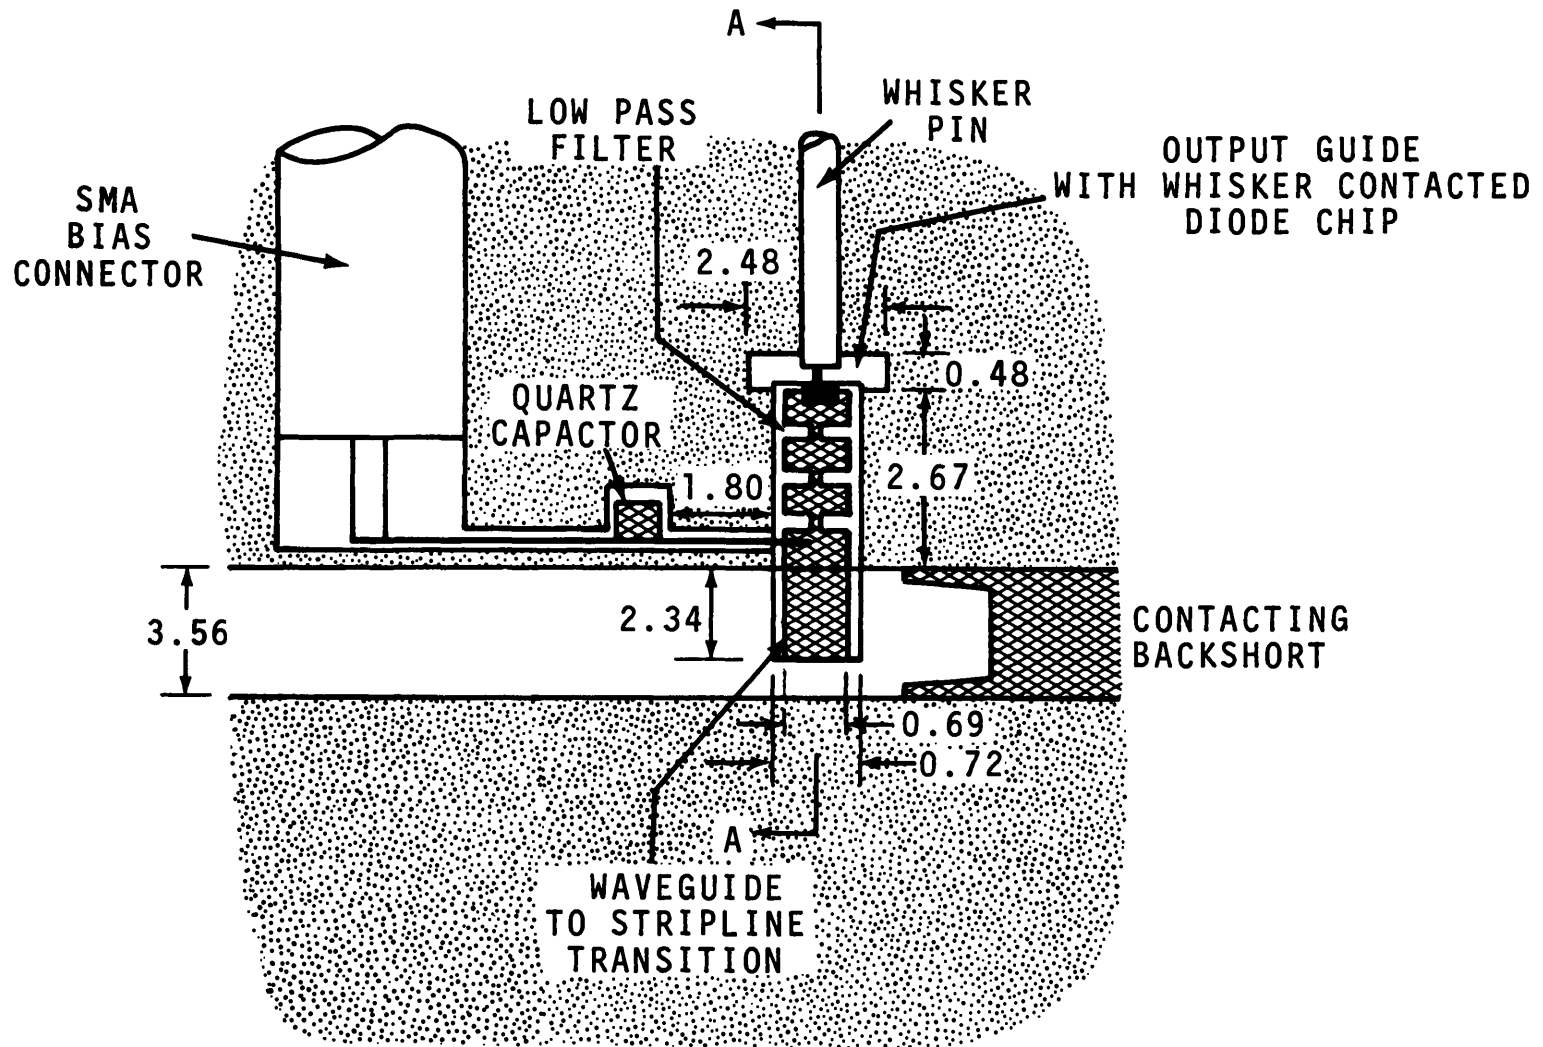 A
LOW PASS
FILTER
WHISKER
PIN
OUTPUT GUIDE
WITH WHISKER CONTACTED
DIODE CHIP
SMA
BIAS
CONNECTOR
2.48
0.48
QUARTZ
CAPACTOR
1.80
2.67
3.56
2.34
CONTACTING
BACKSHORT
0.69
0.72
A
WAVEGUIDE
TO STRIPLINE
TRANSITION